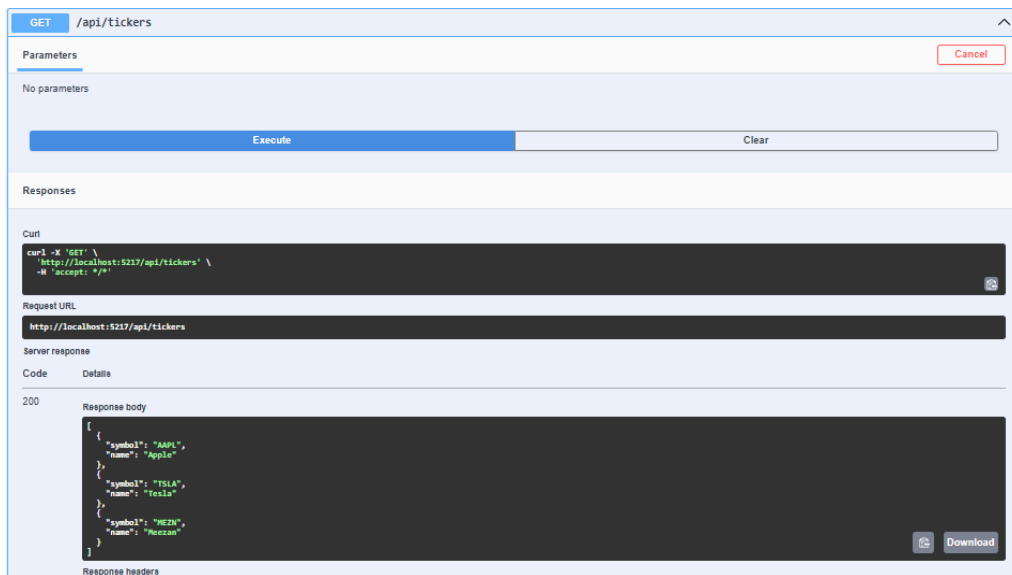 GET /api/tickers
Parameters
Cancel
No parameters
Execute
Clear
Responses
Curl
curl -X 'GET' \
'http://localhost:5217/api/tickers' \
-H 'accept: */*'
Request URL
http://localhost:5217/api/tickers
Server response
Code Details
200
Response body
[
{
"symbol": "AAPL",
"name": "Apple"
},
{
"symbol": "TSLA",
"name": "Tesla"
},
{
"symbol": "MEZN",
"name": "Meezan"
}
]
Download
Response headers